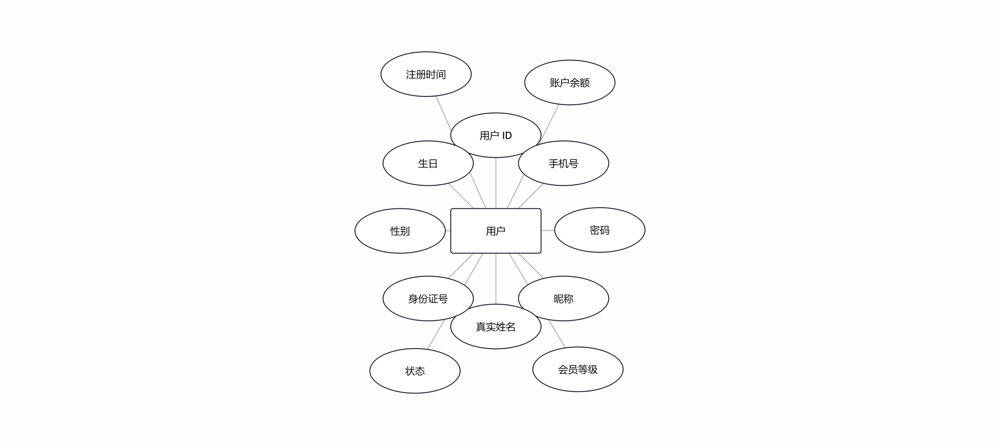 注册时间
账户余额
用户 ID
生日
手机号
性别
用户
密码
身份证号
昵称
真实姓名
状态
会员等级